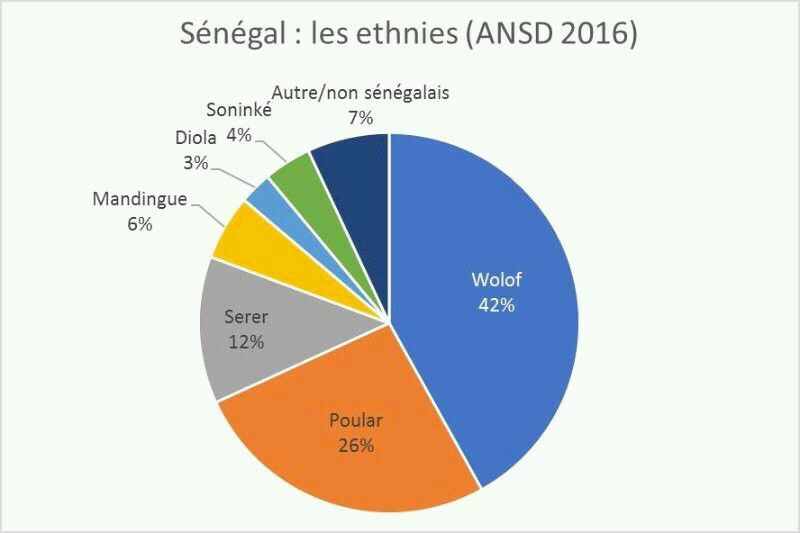 Sénégal : les ethnies (ANSD 2016)
Autre/non sénégalais
7%
Soninké
4%
Diola
3%
Mandingue
6%
Wolof
42%
Serer
12%
Poular
26%